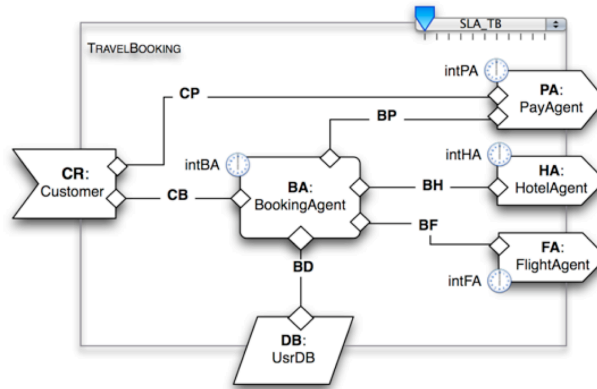 SLA_TB
TRAVELBOOKING
intPA
PA:
PayAgent
CP
BP
CR:
Customer
intBA
intHA
HA:
HotelAgent
BA:
BookingAgent
CB
BH
BF
FA:
FlightAgent
BD
intFA
DB:
UsrDB